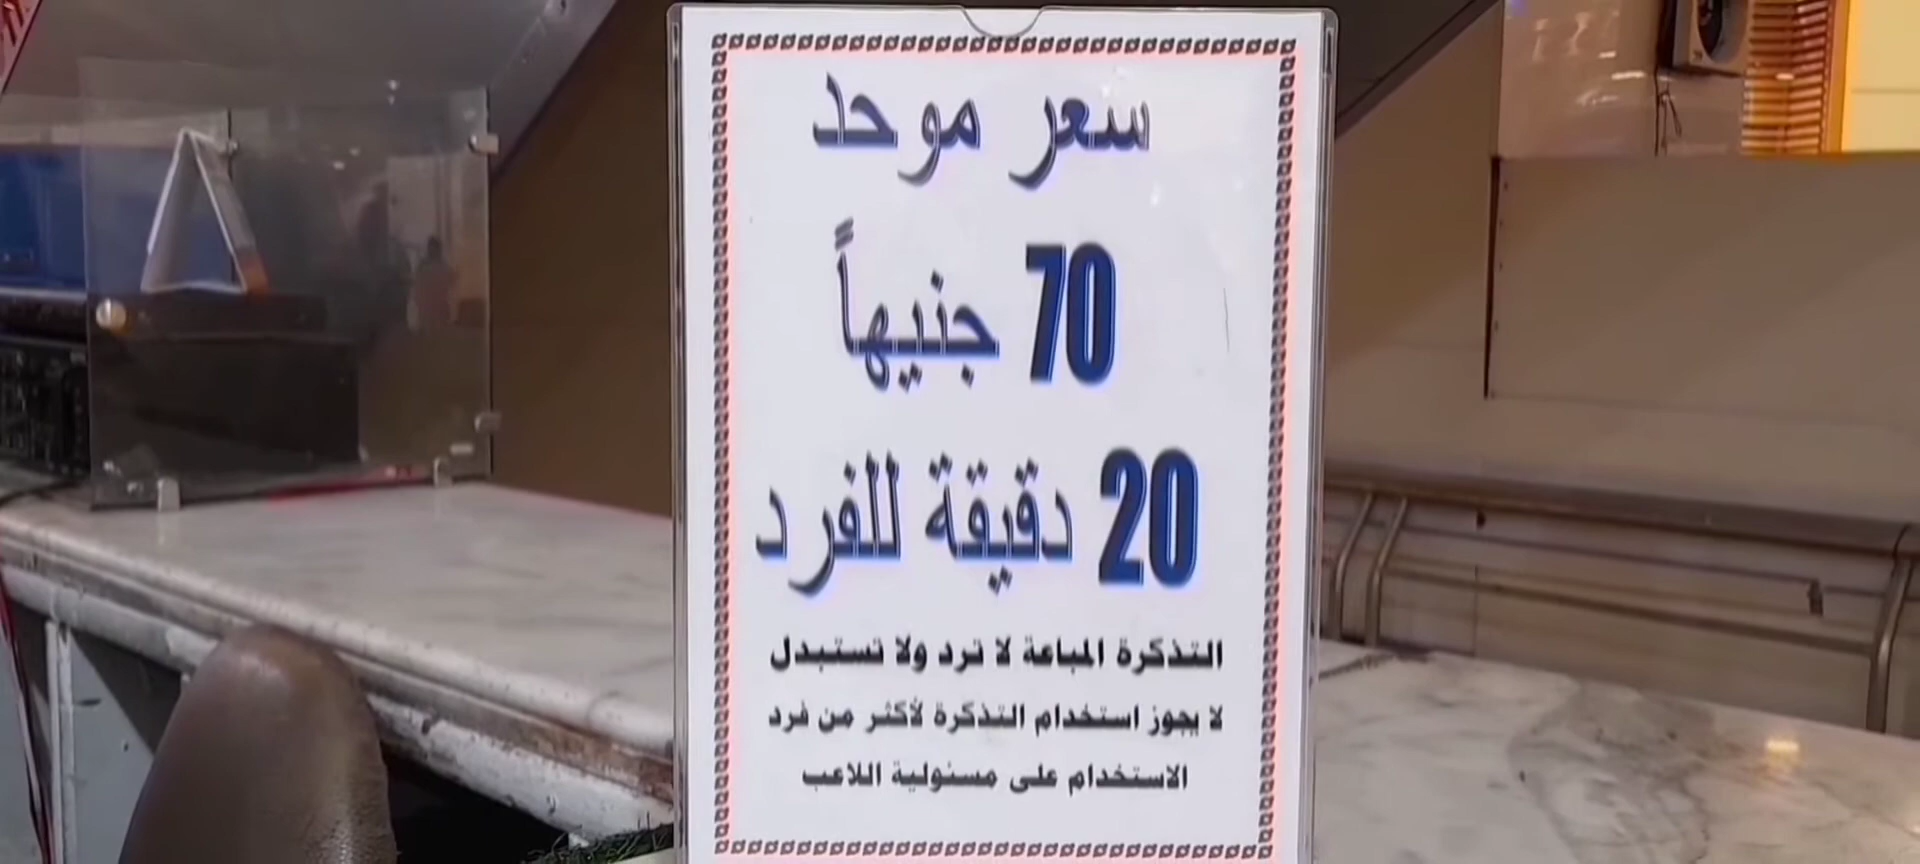 سعر موحد
70 جنيهاً
20 دقيقة للفرد
التذكرة المباعة لا ترد ولا تستبدل
لا يجوز استخدام التذكرة لأكثر من فرد
الاستخدام على مسئولية اللاعب